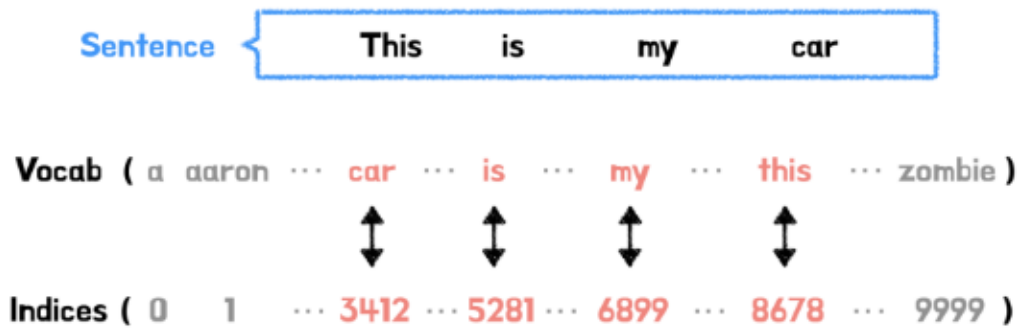 Sentence This is my car
Vocab ( a aaron ... car ... is ... my ... this ... zombie )
Indices ( 0 1 ... 3412 ... 5281 ... 6899 ... 8678 ... 9999 )